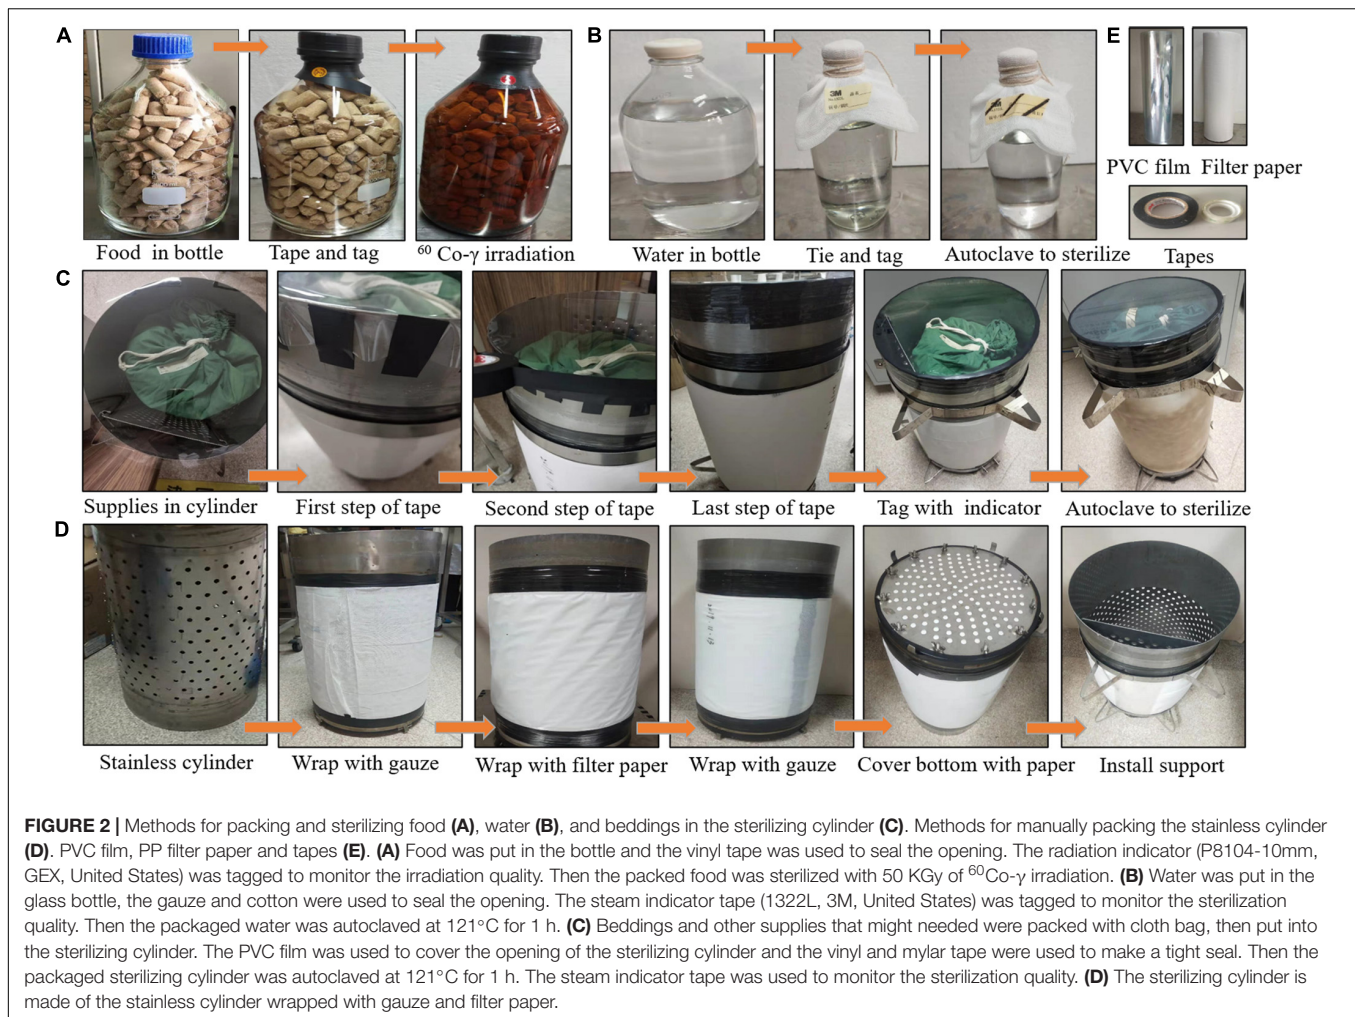 A
B
E
PVC film Filter paper
Food in bottle
Tape and tag
⁶⁰ Co-γ irradiation
Water in bottle
Tie and tag
Autoclave to sterilize
Tapes
3M
C
Supplies in cylinder
First step of tape
Second step of tape
Last step of tape
Tag with indicator
Autoclave to sterilize
D
Stainless cylinder
Wrap with gauze
Wrap with filter paper
Wrap with gauze
Cover bottom with paper
Install support
FIGURE 2 | Methods for packing and sterilizing food (A), water (B), and beddings in the sterilizing cylinder (C). Methods for manually packing the stainless cylinder
(D). PVC film, PP filter paper and tapes (E). (A) Food was put in the bottle and the vinyl tape was used to seal the opening. The radiation indicator (P8104-10mm,
GEX, United States) was tagged to monitor the irradiation quality. Then the packed food was sterilized with 50 KGy of ⁶⁰Co-γ irradiation. (B) Water was put in the
glass bottle, the gauze and cotton were used to seal the opening. The steam indicator tape (1322L, 3M, United States) was tagged to monitor the sterilization
quality. Then the packaged water was autoclaved at 121°C for 1 h. (C) Beddings and other supplies that might needed were packed with cloth bag, then put into
the sterilizing cylinder. The PVC film was used to cover the opening of the sterilizing cylinder and the vinyl and mylar tape were used to make a tight seal. Then the
packaged sterilizing cylinder was autoclaved at 121°C for 1 h. The steam indicator tape was used to monitor the sterilization quality. (D) The sterilizing cylinder is
made of the stainless cylinder wrapped with gauze and filter paper.